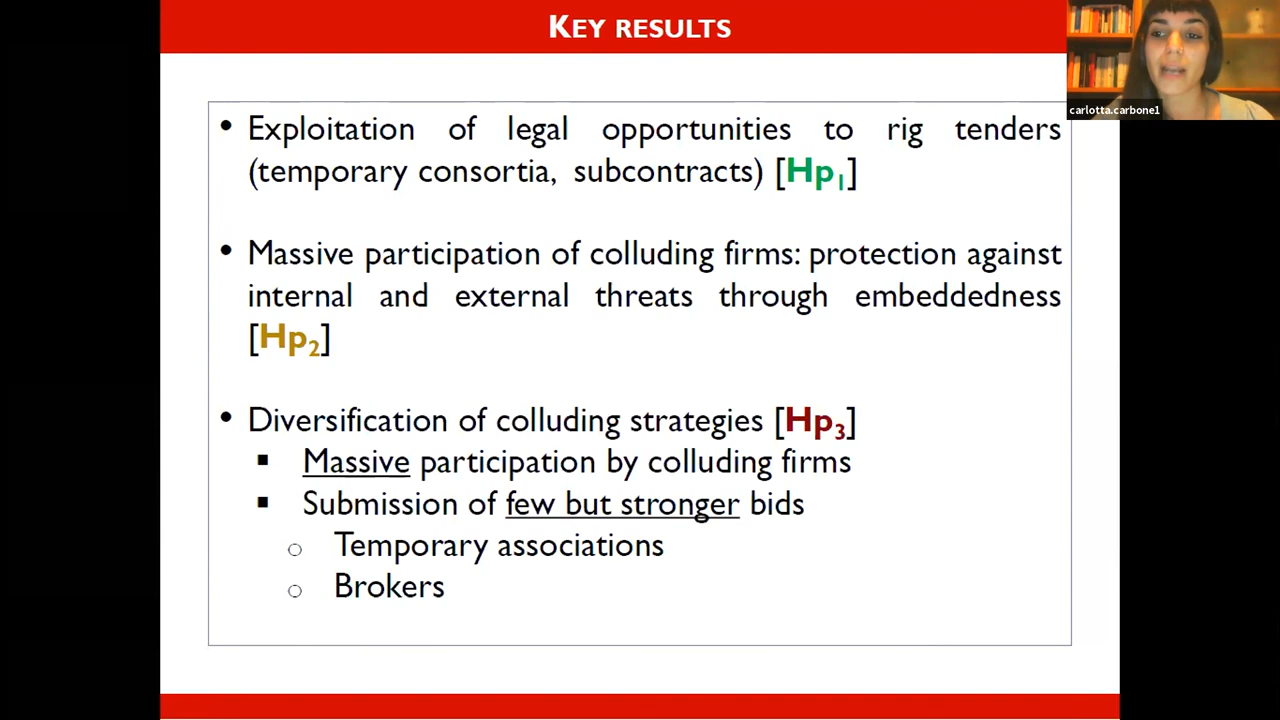 KEY RESULTS
carlotta.carbone1
• Exploitation of legal opportunities to rig tenders
(temporary consortia, subcontracts) [Hp1]
• Massive participation of colluding firms: protection against
internal and external threats through embeddedness
[Hp2]
• Diversification of colluding strategies [Hp3]
▪ Massive participation by colluding firms
▪ Submission of few but stronger bids
○ Temporary associations
○ Brokers